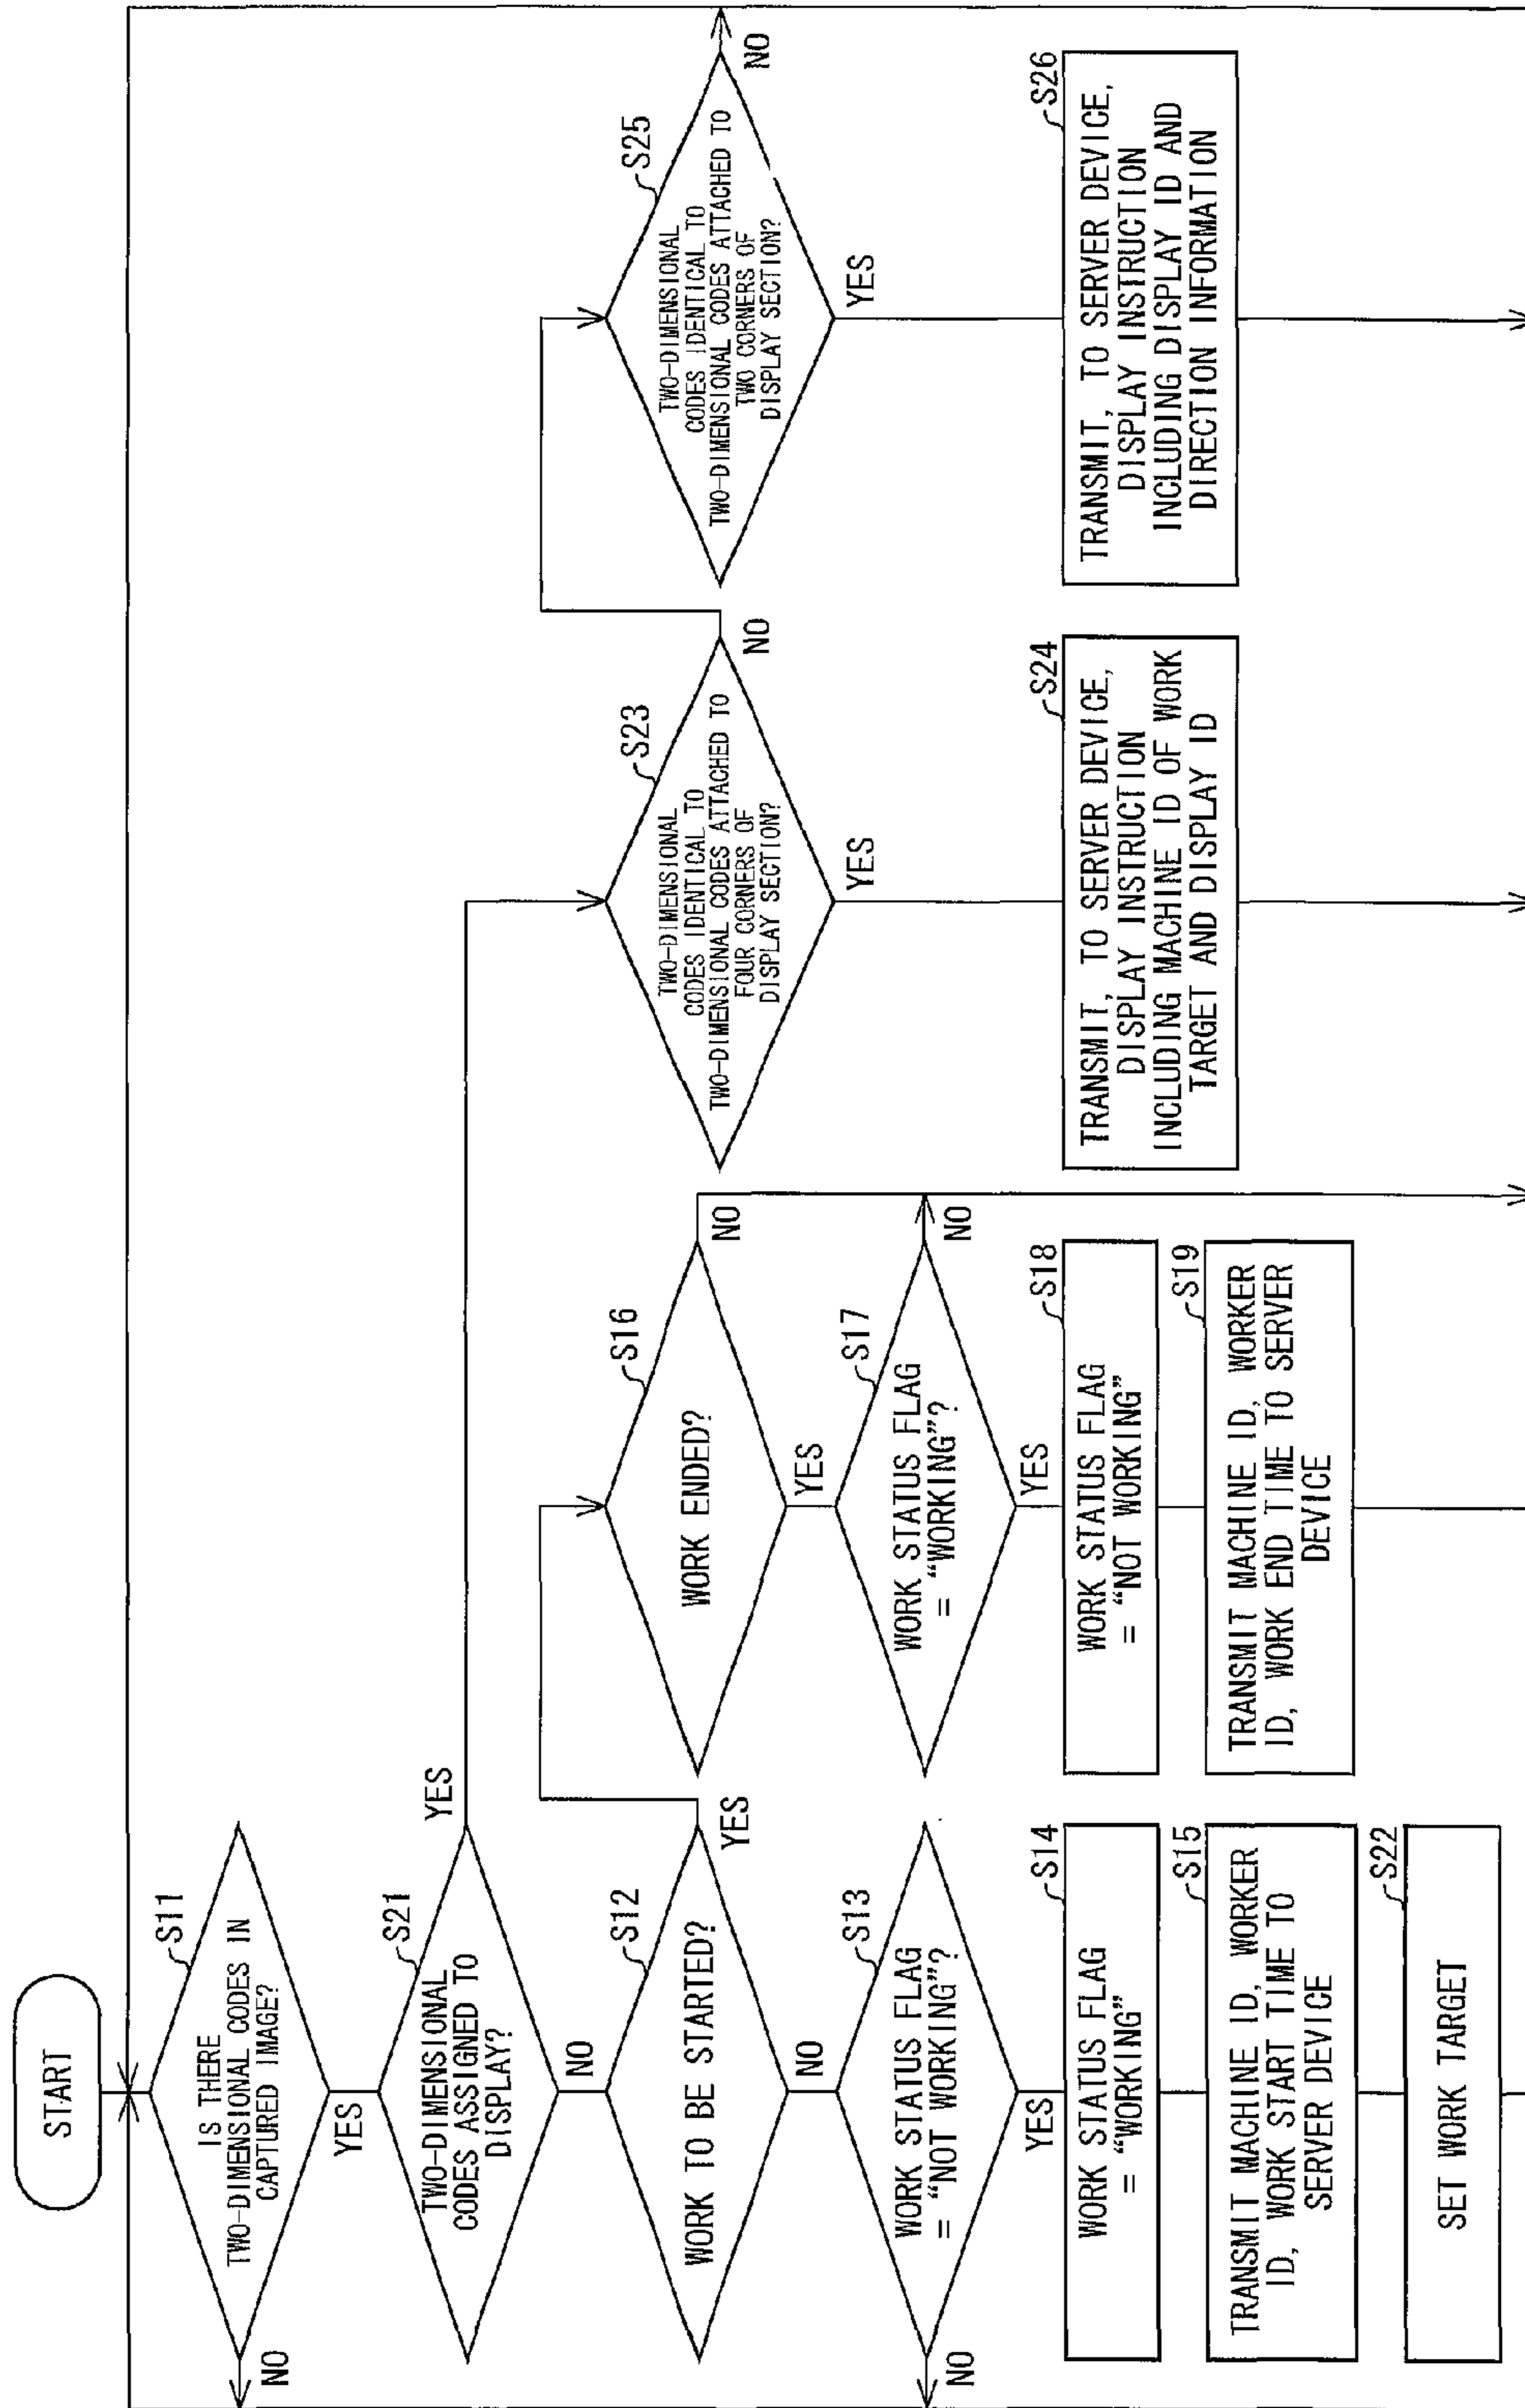 START
IS THERE
TWO-DIMENSIONAL CODES IN
CAPTURED IMAGE?
S11
NO
YES
TWO-DIMENSIONAL
CODES ASSIGNED TO
DISPLAY?
S21
YES
NO
WORK TO BE STARTED?
S12
YES
NO
WORK STATUS FLAG
= “NOT WORKING”?
S13
NO
YES
WORK STATUS FLAG
= “WORKING”
S14
TRANSMIT MACHINE ID, WORKER
ID, WORK START TIME TO
SERVER DEVICE
S15
SET WORK TARGET
S22
WORK ENDED?
S16
NO
YES
WORK STATUS FLAG
= “WORKING”?
S17
NO
YES
WORK STATUS FLAG
= “NOT WORKING”
S18
TRANSMIT MACHINE ID, WORKER
ID, WORK END TIME TO SERVER
DEVICE
S19
TWO-DIMENSIONAL
CODES IDENTICAL TO
TWO-DIMENSIONAL CODES ATTACHED TO
FOUR CORNERS OF
DISPLAY SECTION?
S23
NO
YES
TRANSMIT, TO SERVER DEVICE,
DISPLAY INSTRUCTION
INCLUDING MACHINE ID OF WORK
TARGET AND DISPLAY ID
S24
TWO-DIMENSIONAL
CODES IDENTICAL TO
TWO-DIMENSIONAL CODES ATTACHED TO
TWO CORNERS OF
DISPLAY SECTION?
S25
NO
YES
TRANSMIT, TO SERVER DEVICE,
DISPLAY INSTRUCTION
INCLUDING DISPLAY ID AND
DIRECTION INFORMATION
S26